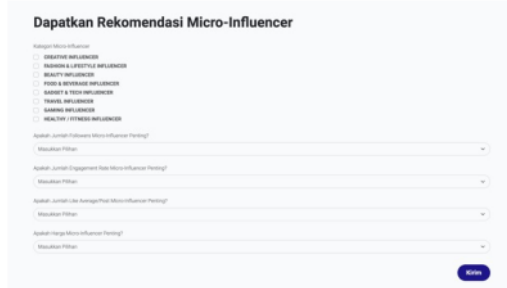 Dapatkan Rekomendasi Micro-Influencer
Kategori Micro-Influencer
CREATIVE INFLUENCER
FASHION & LIFESTYLE INFLUENCER
BEAUTY INFLUENCER
FOOD & BEVERAGE INFLUENCER
GADGET & TECH INFLUENCER
TRAVEL INFLUENCER
GAMING INFLUENCER
HEALTHY / FITNESS INFLUENCER
Apakah Jumlah Followers Micro-Influencer Penting?
Masukkan Pilihan
Apakah Jumlah Engagement Rate Micro-Influencer Penting?
Masukkan Pilihan
Apakah Jumlah Like Average/Post Micro-Influencer Penting?
Masukkan Pilihan
Apakah Harga Micro-Influencer Penting?
Masukkan Pilihan
Kirim